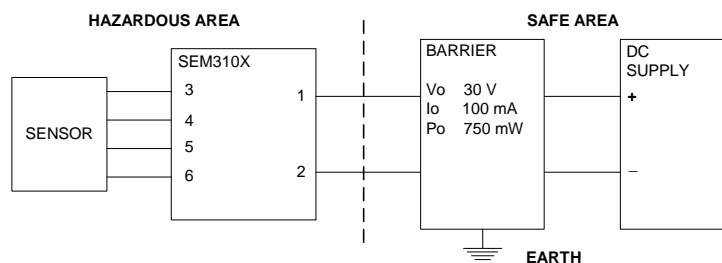 HAZARDOUS AREA
SAFE AREA
SEM310X
SENSOR
3
4
5
6
1
2
BARRIER
Vo 30 V
Io 100 mA
Po 750 mW
DC
SUPPLY
+
−
EARTH